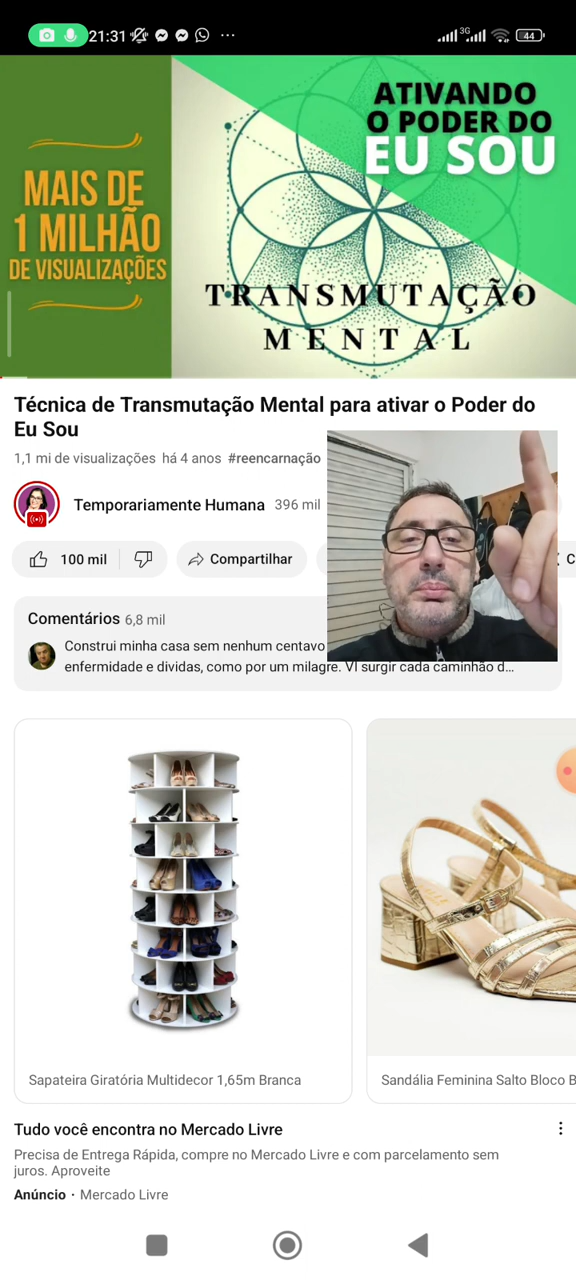 21:31
3G
44
ATIVANDO
O PODER DO
EU SOU
MAIS DE
1 MILHÃO
DE VISUALIZAÇÕES
TRANSMUTAÇÃO
MENTAL
Técnica de Transmutação Mental para ativar o Poder do
Eu Sou
1,1 mi de visualizações há 4 anos #reencarnação
Temporariamente Humana 396 mil
100 mil
Compartilhar
C
Comentários 6,8 mil
Construi minha casa sem nenhum centavo
enfermidade e dividas, como por um milagre. VI surgir cada caminhão d...
Sapateira Giratória Multidecor 1,65m Branca
Sandália Feminina Salto Bloco B
Tudo você encontra no Mercado Livre
Precisa de Entrega Rápida, compre no Mercado Livre e com parcelamento sem
juros. Aproveite
Anúncio · Mercado Livre